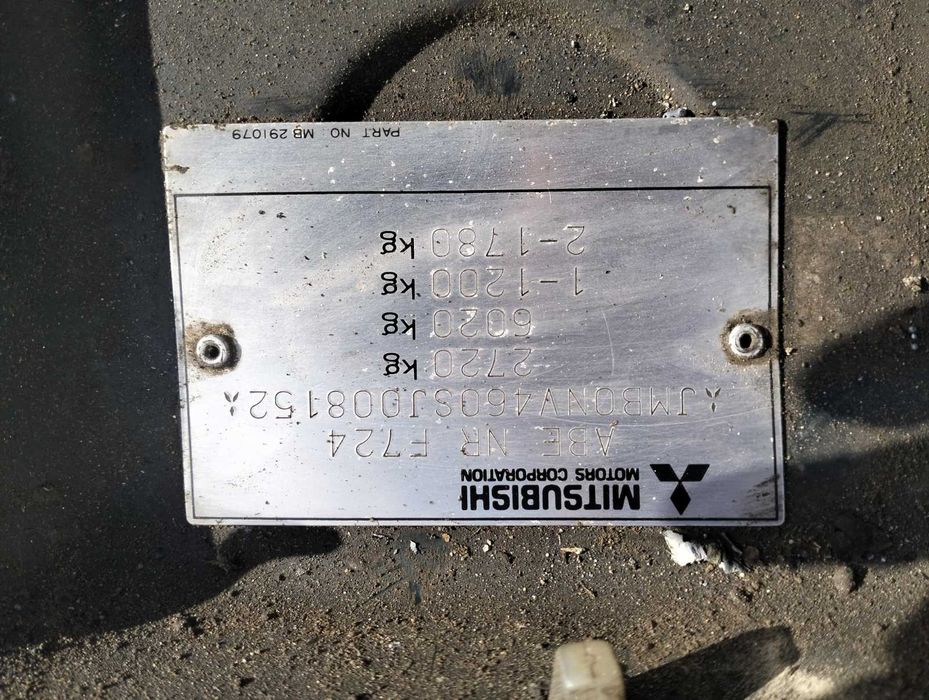 MITSUBISHI
MOTORS CORPORATION
ABE NR F724
JMB0NV460SJD08152
2720 kg
6020 kg
1-1200 kg
2-1780 kg
PART NO. MB 291079